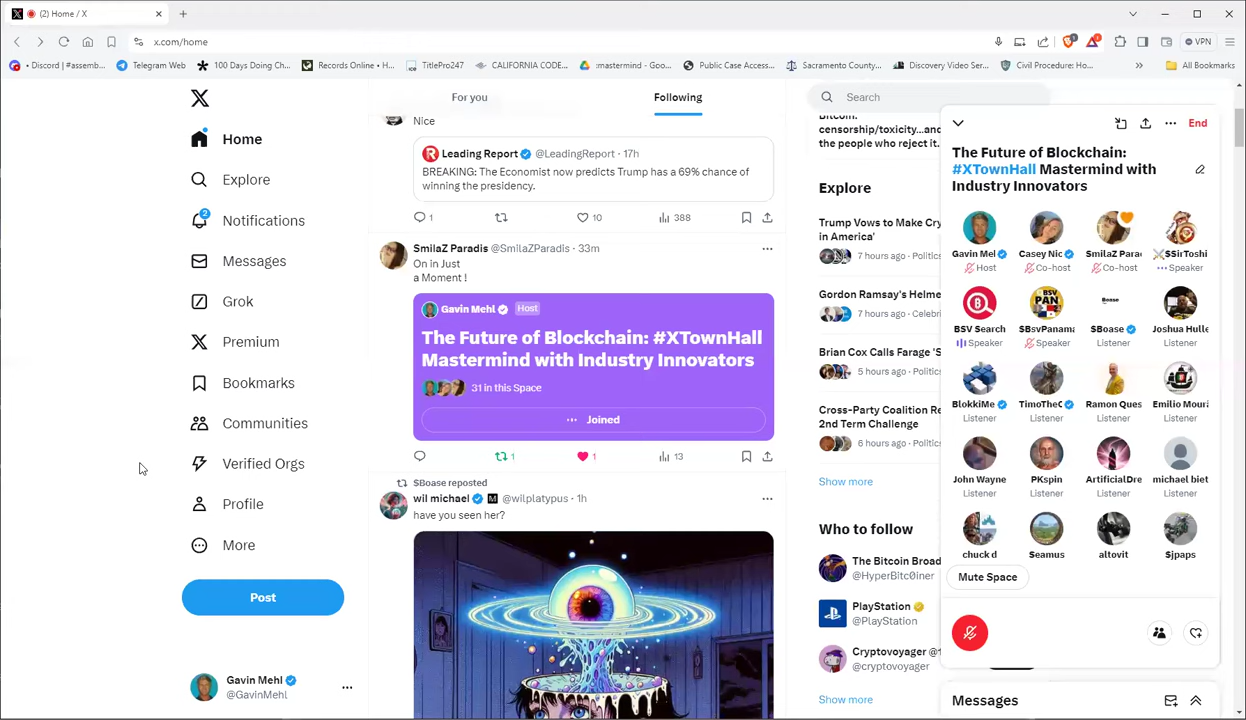 (2) Home / X
x.com/home
VPN
• Discord | #assemb...
Telegram Web
100 Days Doing Ch...
Records Online • H...
TitlePro247
CALIFORNIA CODE...
:mastermind - Goo...
Public Case Access...
Sacramento County...
Discovery Video Ser...
Civil Procedure: Ho...
All Bookmarks
Home
Explore
Notifications
2
Messages
Grok
Premium
Bookmarks
Communities
Verified Orgs
Profile
More
Post
Gavin Mehl
@GavinMehl
For you
Following
Nice
Leading Report @LeadingReport · 17h
BREAKING: The Economist now predicts Trump has a 69% chance of
winning the presidency.
1 10 388
SmilaZ Paradis @SmilaZParadis · 33m
On in Just
a Moment !
Gavin Mehl Host
The Future of Blockchain: #XTownHall
Mastermind with Industry Innovators
31 in this Space
Joined
1 1 13
$Boase reposted
wil michael @wilplatypus · 1h
have you seen her?
Search
Bitcoin:
censorship/toxicity...and
the people who reject it.
Explore
Trump Vows to Make Cry
in America'
7 hours ago · Politics
Gordon Ramsay's Helme
7 hours ago · Celebri
Brian Cox Calls Farage 'S
5 hours ago · Politics
Cross-Party Coalition Re
2nd Term Challenge
6 hours ago · Politics
Show more
Who to follow
The Bitcoin Broad
@HyperBitc0iner
PlayStation
@PlayStation
Cryptovoyager
@cryptovoyager
Show more
End
The Future of Blockchain:
#XTownHall Mastermind with
Industry Innovators
Gavin Mel Casey Nic SmilaZ Para $SirToshi
Host Co-host Co-host Speaker
BSV Search $BsvPanama $Boase Joshua Hulle
Speaker Speaker Listener Listener
BlokkiMe TimoTheC Ramon Ques Emilio Mour
Listener Listener Listener Listener
John Wayne PKspin ArtificialDre michael biet
Listener Listener Listener Listener
chuck d $eamus altovit $jpaps
Mute Space
Messages